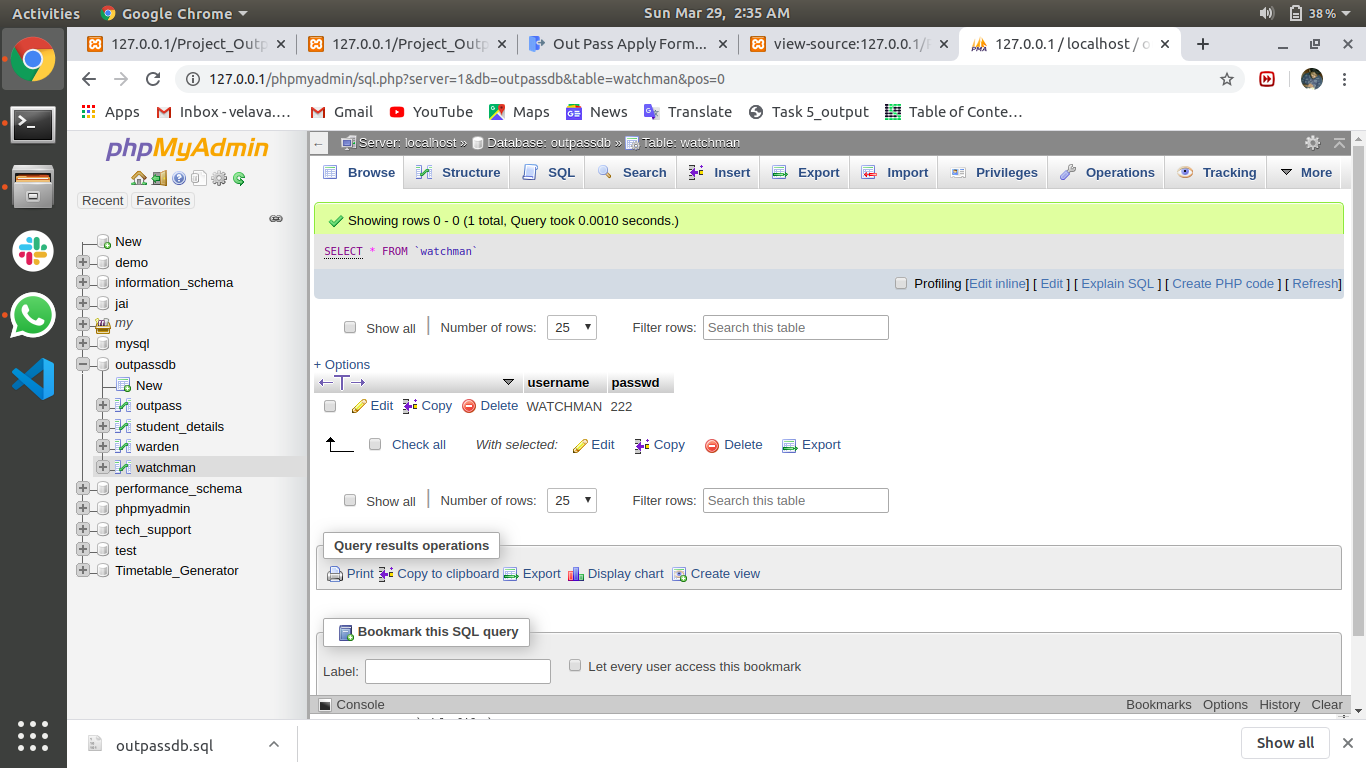 Activities Google Chrome Sun Mar 29, 2:35 AM 38 %
127.0.0.1/Project_Outp 127.0.0.1/Project_Outp Out Pass Apply Form... view-source:127.0.0.1/P 127.0.0.1 / localhost / o
127.0.0.1/phpmyadmin/sql.php?server=1&db=outpassdb&table=watchman&pos=0
Apps Inbox - velava.... Gmail YouTube Maps News Translate Task 5_output Table of Conte...
phpMyAdmin
Recent Favorites
New
demo
information_schema
jai
my
mysql
outpassdb
New
outpass
student_details
warden
watchman
performance_schema
phpmyadmin
tech_support
test
Timetable_Generator
Server: localhost » Database: outpassdb » Table: watchman
Browse Structure SQL Search Insert Export Import Privileges Operations Tracking More
Showing rows 0 - 0 (1 total, Query took 0.0010 seconds.)
SELECT * FROM `watchman`
Profiling [Edit inline] [ Edit ] [ Explain SQL ] [ Create PHP code ] [ Refresh]
Show all Number of rows: 25 Filter rows: Search this table
+ Options
←T→ username passwd
Edit Copy Delete WATCHMAN 222
Check all With selected: Edit Copy Delete Export
Show all Number of rows: 25 Filter rows: Search this table
Query results operations
Print Copy to clipboard Export Display chart Create view
Bookmark this SQL query
Label: Let every user access this bookmark
Console Bookmarks Options History Clear
outpassdb.sql Show all